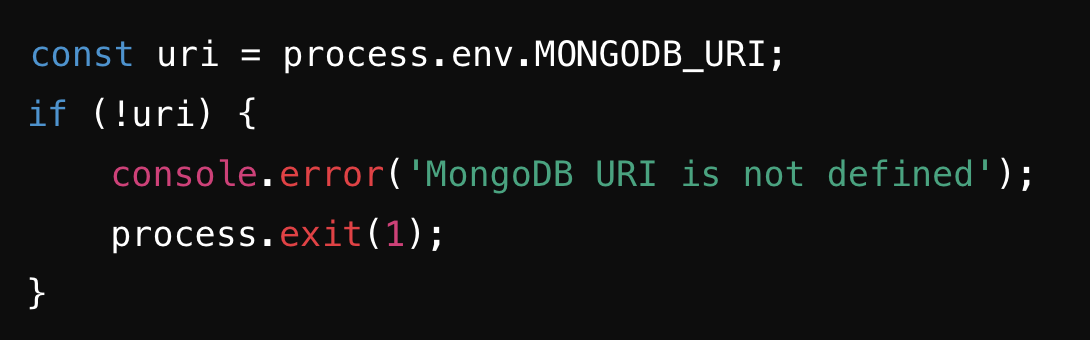 const uri = process.env.MONGODB_URI;
if (!uri) {
    console.error('MongoDB URI is not defined');
    process.exit(1);
}